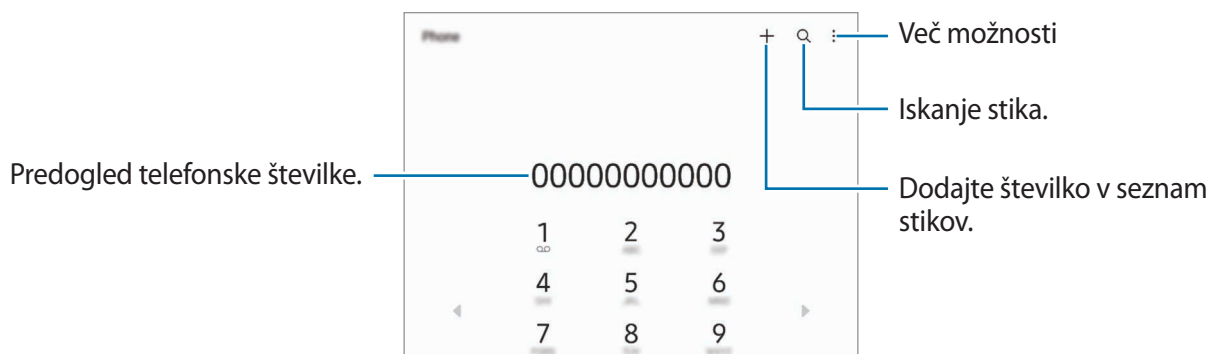 Phone
Več možnosti
Iskanje stika.
Predogled telefonske številke.
00000000000
Dodajte številko v seznam
stikov.
1 2 3
4 5 6
7 8 9